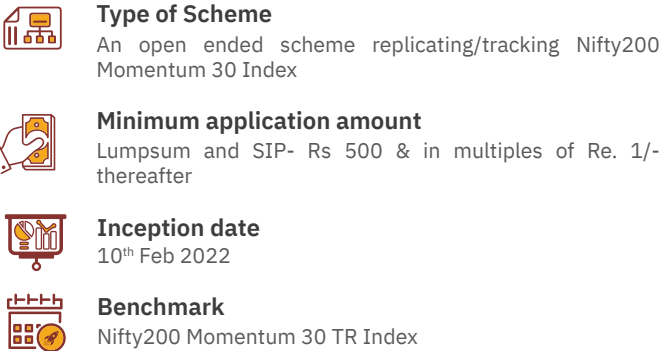 Type of Scheme
An open ended scheme replicating/tracking Nifty200
Momentum 30 Index
Minimum application amount
Lumpsum and SIP- Rs 500 & in multiples of Re. 1/-
thereafter
Inception date
10th Feb 2022
Benchmark
Nifty200 Momentum 30 TR Index